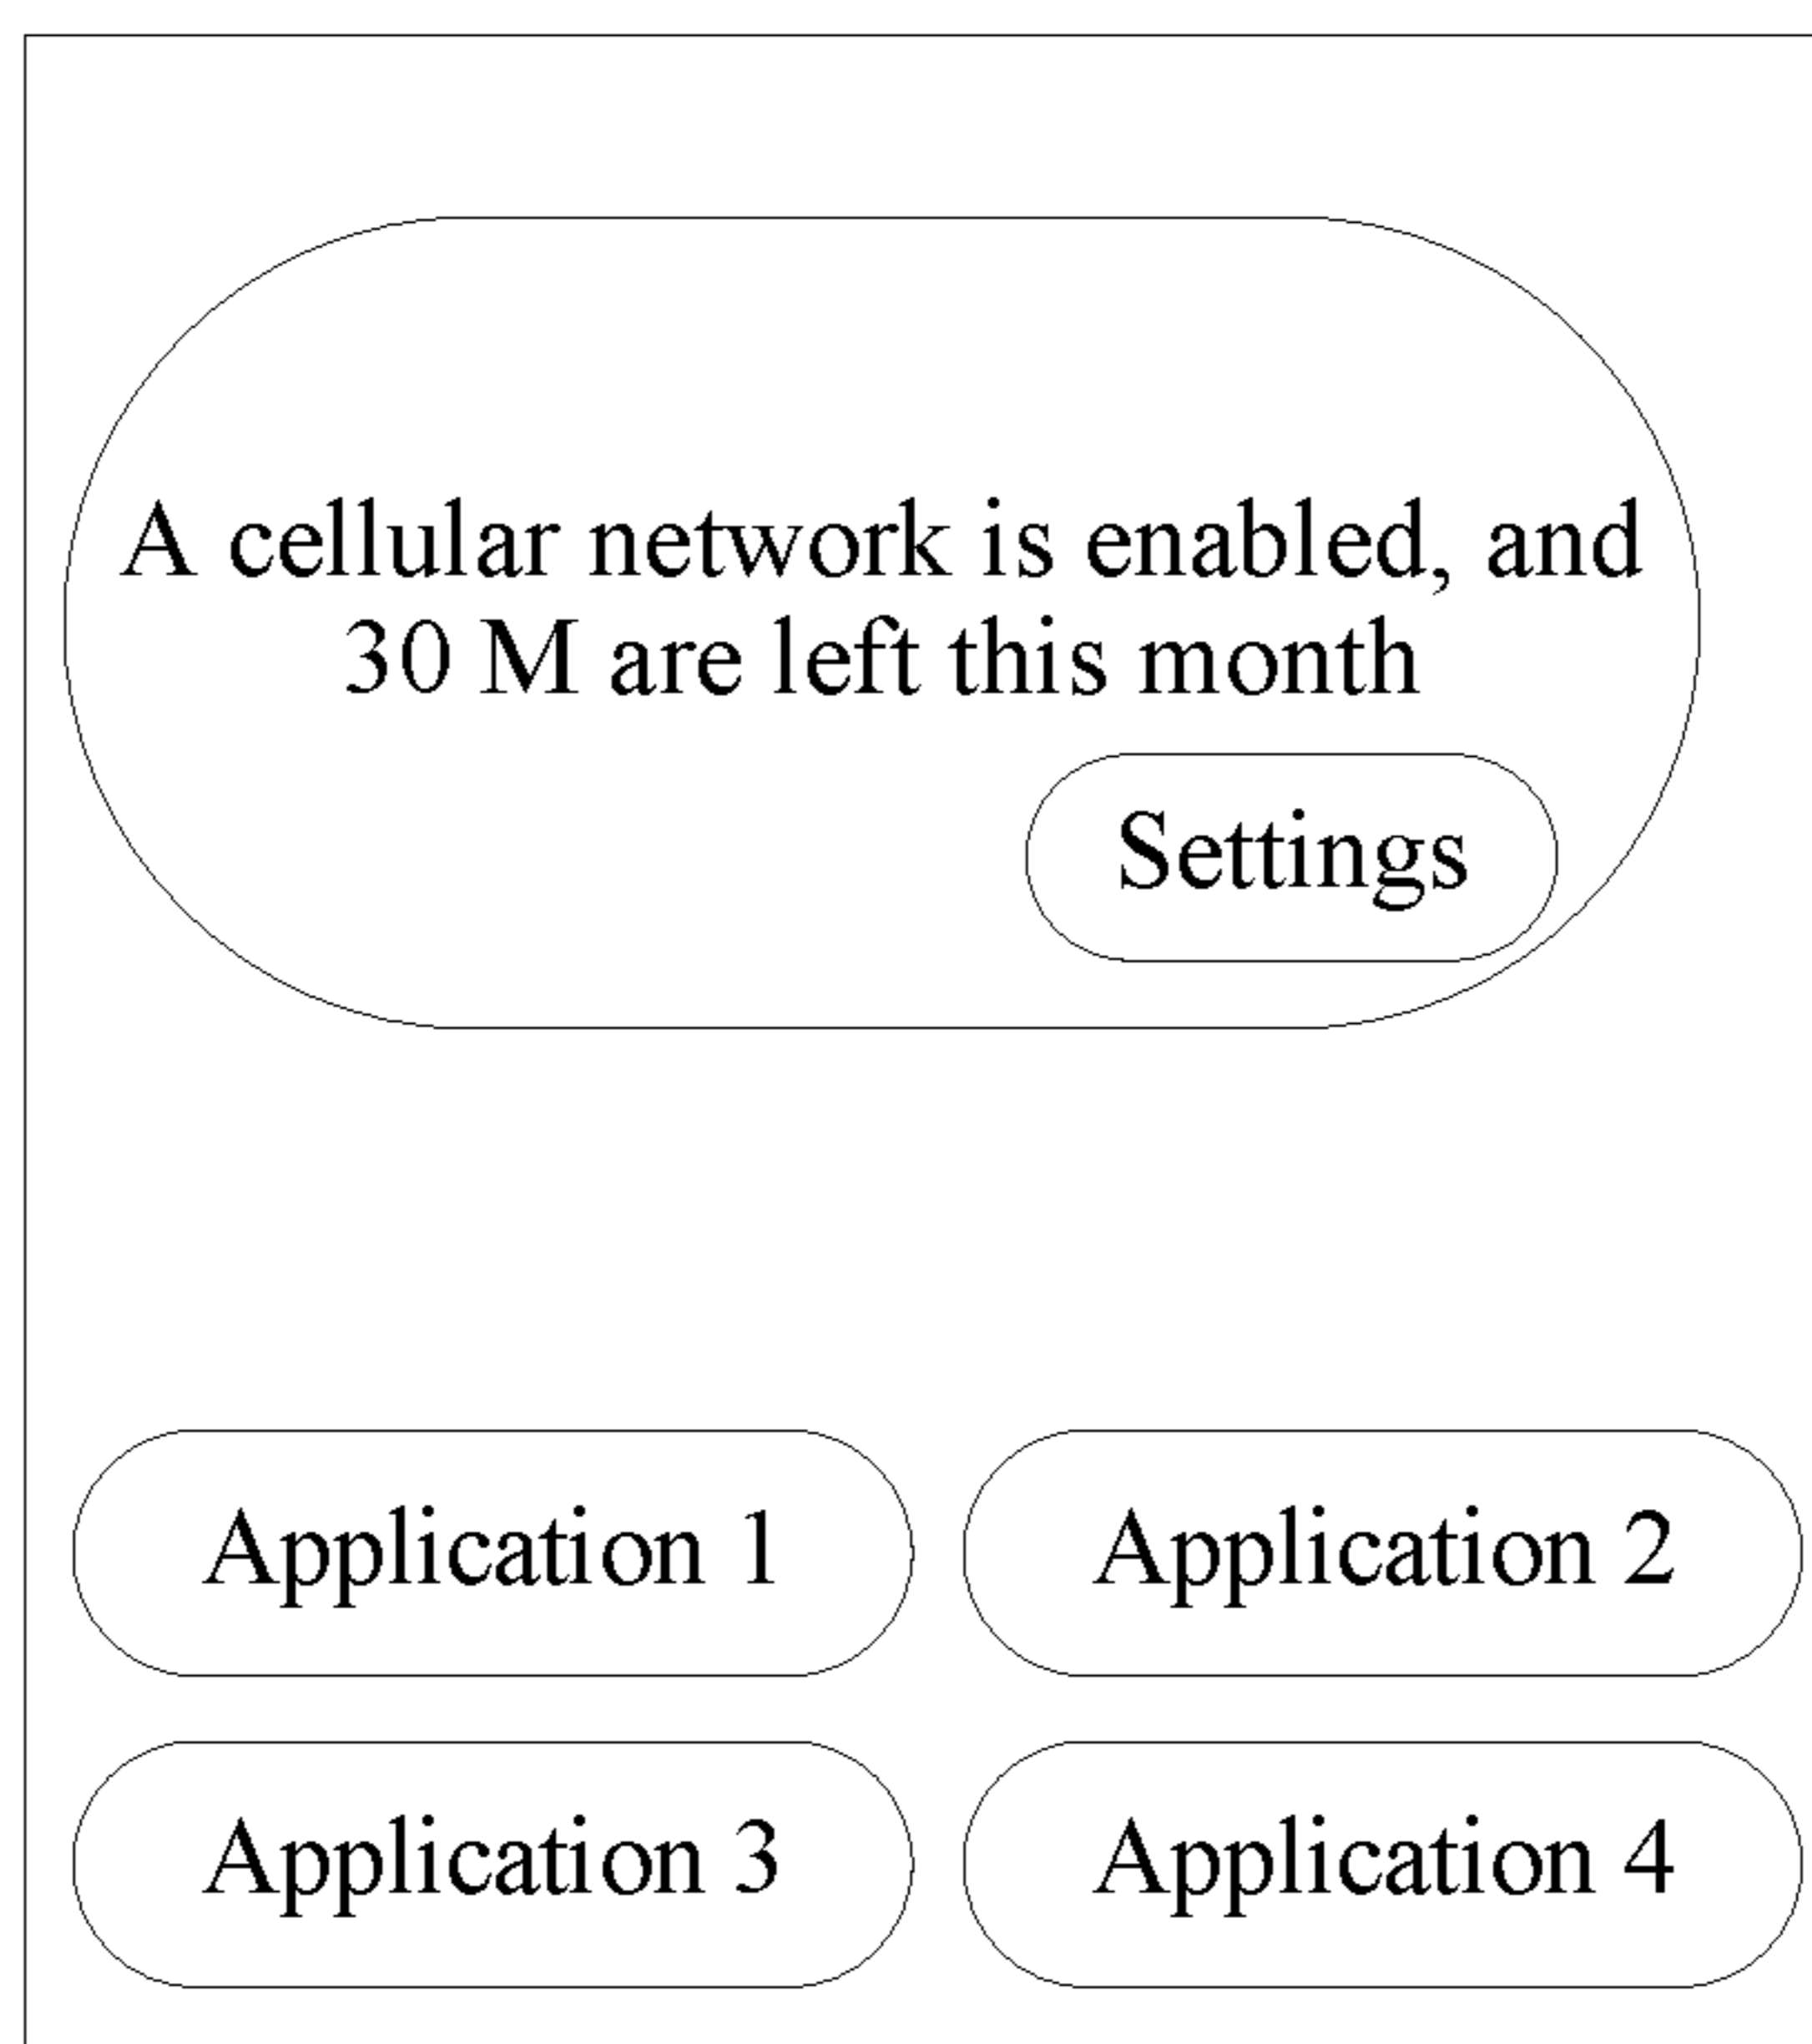 A cellular network is enabled, and
30 M are left this month
Settings
Application 1
Application 2
Application 3
Application 4